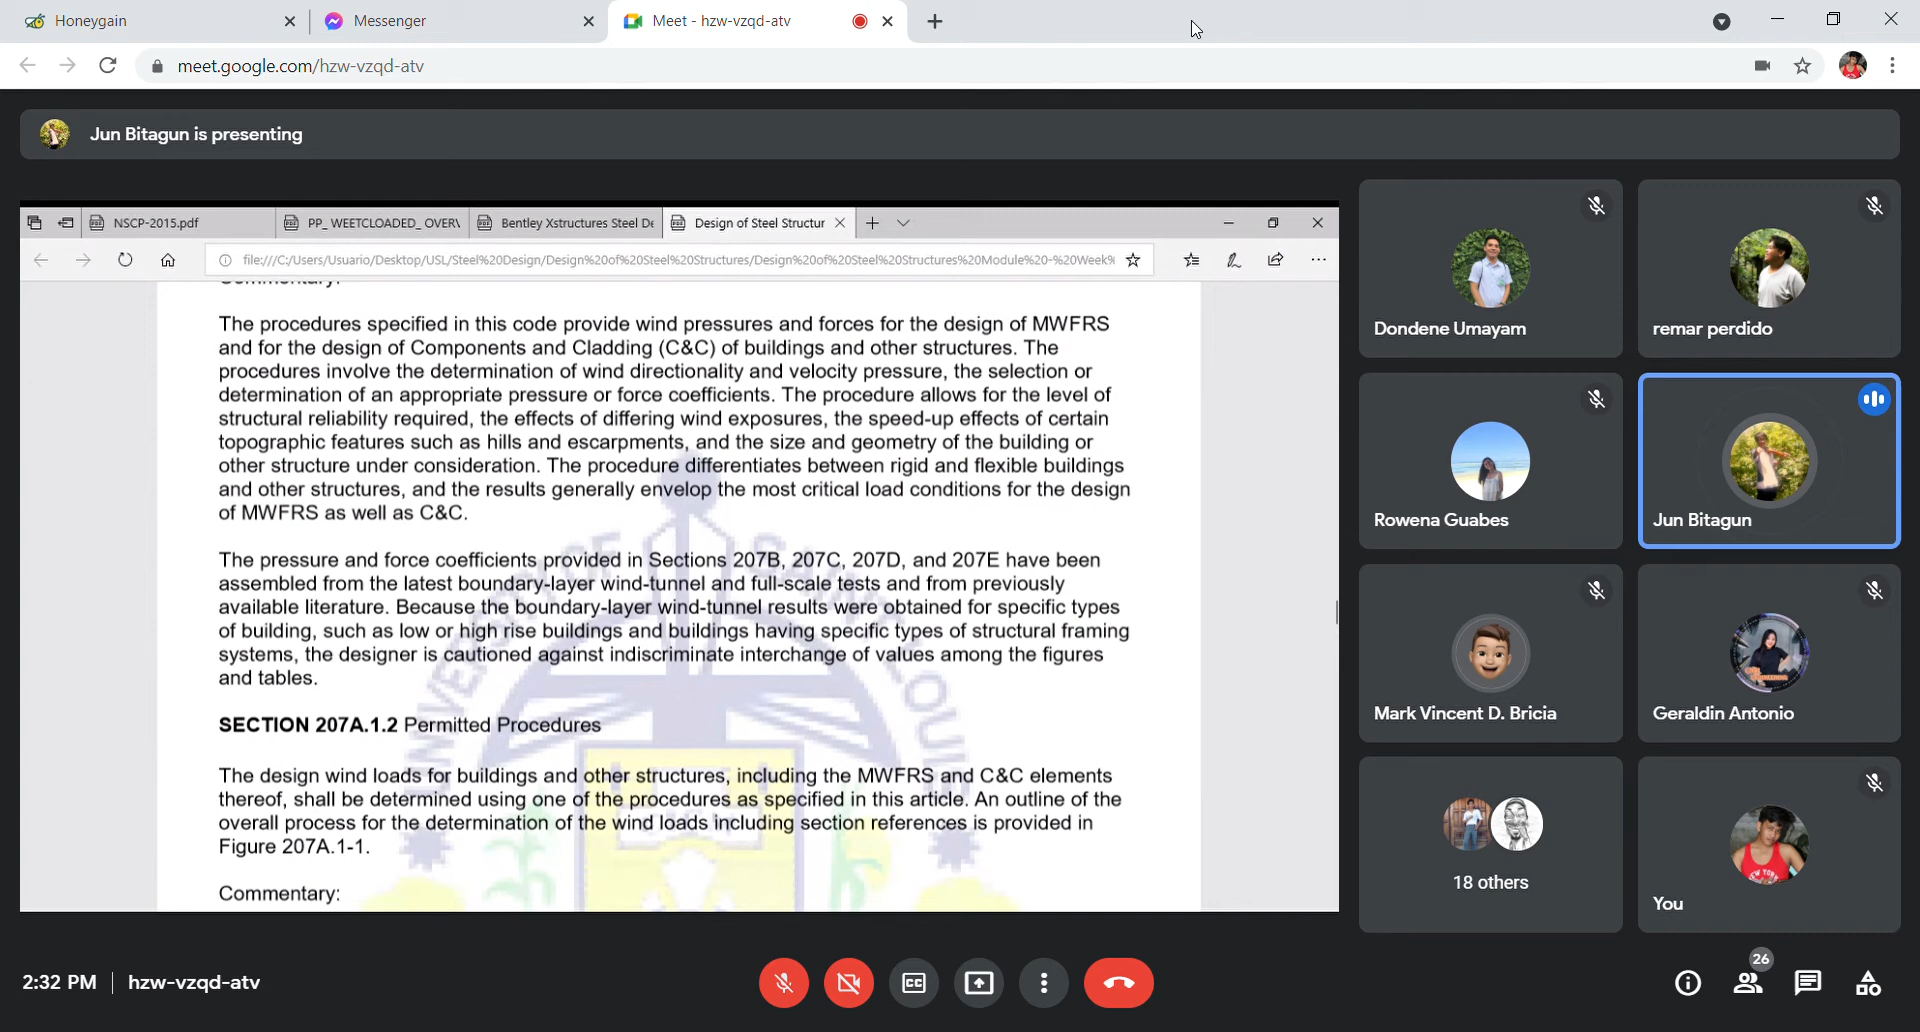 Honeygain
Messenger
Meet - hzw-vzqd-atv
meet.google.com/hzw-vzqd-atv
Jun Bitagun is presenting
NSCP-2015.pdf
PP_ WEETCLOADED_ OVERV
Bentley Xstructures Steel De
Design of Steel Structur
file:///C:/Users/Usuario/Desktop/USL/Steel%20Design/Design%20of%20Steel%20Structures/Design%20of%20Steel%20Structures%20Module%20-%20Week%
Commentary:
The procedures specified in this code provide wind pressures and forces for the design of MWFRS
and for the design of Components and Cladding (C&C) of buildings and other structures. The
procedures involve the determination of wind directionality and velocity pressure, the selection or
determination of an appropriate pressure or force coefficients. The procedure allows for the level of
structural reliability required, the effects of differing wind exposures, the speed-up effects of certain
topographic features such as hills and escarpments, and the size and geometry of the building or
other structure under consideration. The procedure differentiates between rigid and flexible buildings
and other structures, and the results generally envelop the most critical load conditions for the design
of MWFRS as well as C&C.
The pressure and force coefficients provided in Sections 207B, 207C, 207D, and 207E have been
assembled from the latest boundary-layer wind-tunnel and full-scale tests and from previously
available literature. Because the boundary-layer wind-tunnel results were obtained for specific types
of building, such as low or high rise buildings and buildings having specific types of structural framing
systems, the designer is cautioned against indiscriminate interchange of values among the figures
and tables.
SECTION 207A.1.2 Permitted Procedures
The design wind loads for buildings and other structures, including the MWFRS and C&C elements
thereof, shall be determined using one of the procedures as specified in this article. An outline of the
overall process for the determination of the wind loads including section references is provided in
Figure 207A.1-1.
Commentary:
UNIVERSITY OF SAINT LOUIS
Dondene Umayam
remar perdido
Rowena Guabes
Jun Bitagun
Mark Vincent D. Bricia
Geraldin Antonio
18 others
You
2:32 PM
hzw-vzqd-atv
CC
26